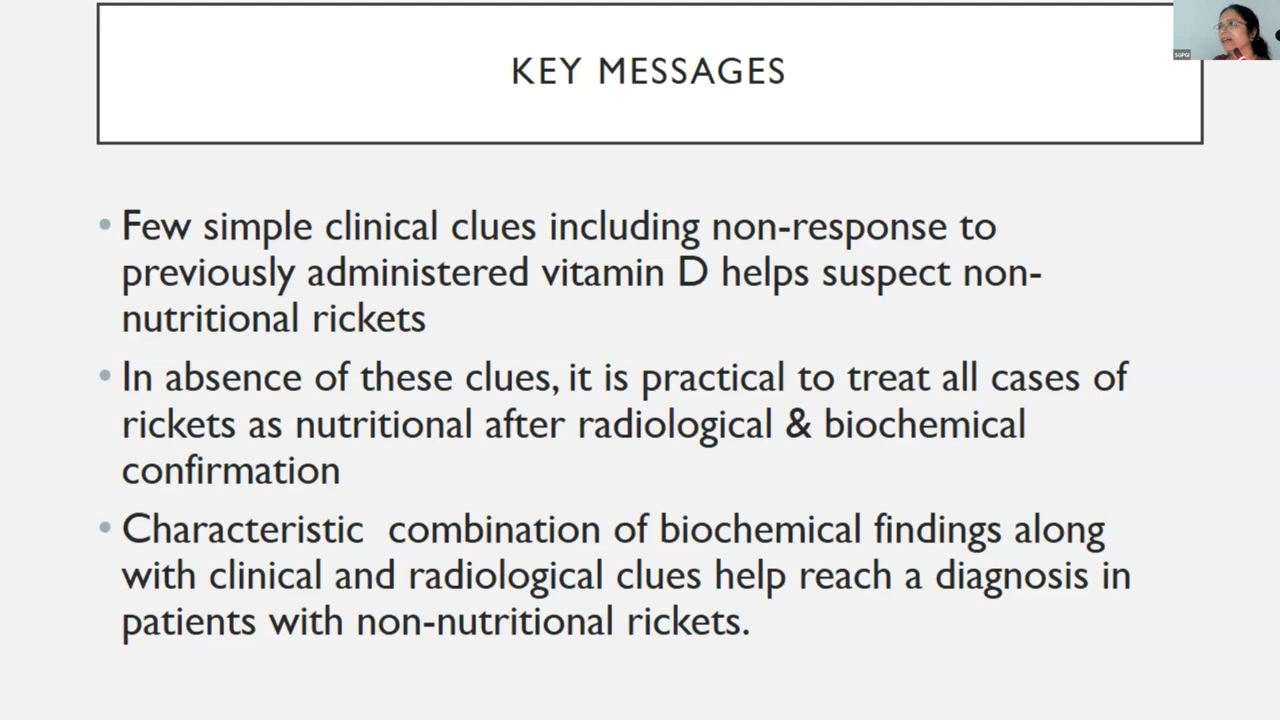 KEY MESSAGES
SGPGI
• Few simple clinical clues including non-response to
previously administered vitamin D helps suspect non-
nutritional rickets
• In absence of these clues, it is practical to treat all cases of
rickets as nutritional after radiological & biochemical
confirmation
• Characteristic combination of biochemical findings along
with clinical and radiological clues help reach a diagnosis in
patients with non-nutritional rickets.